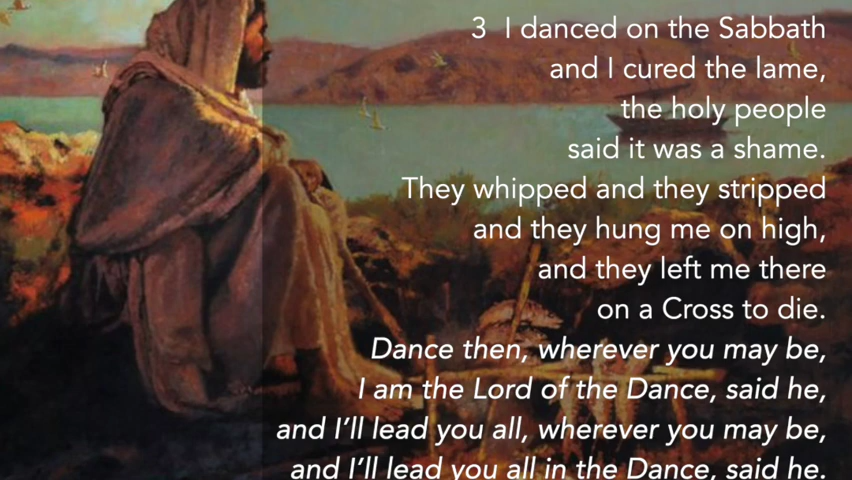 3 I danced on the Sabbath
and I cured the lame,
the holy people
said it was a shame.
They whipped and they stripped
and they hung me on high,
and they left me there
on a Cross to die.
Dance then, wherever you may be,
I am the Lord of the Dance, said he,
and I’ll lead you all, wherever you may be,
and I’ll lead you all in the Dance, said he.